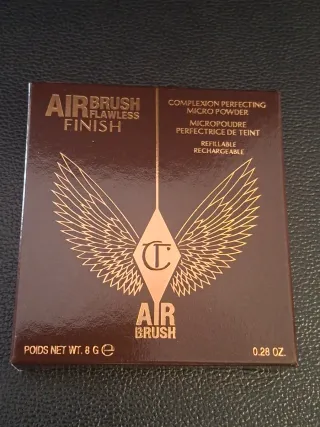 AIRBRUSH
FLAWLESS
FINISH
COMPLEXION PERFECTING
MICRO POWDER
MICROPOUDRE
PERFECTRICE DE TEINT
REFILLABLE
RECHARGEABLE
CT
AIR
BRUSH
POIDS NET WT. 8 G ℮
0.28 OZ.